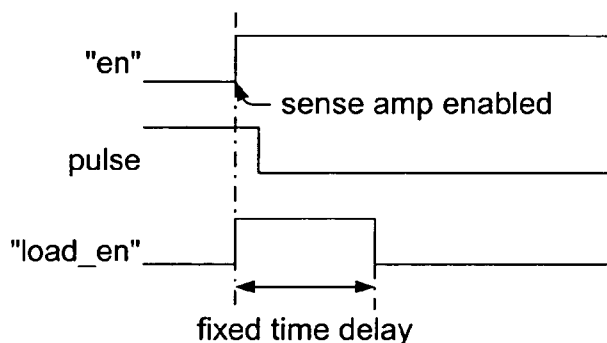 "en"
sense amp enabled
pulse
"load_en"
fixed time delay